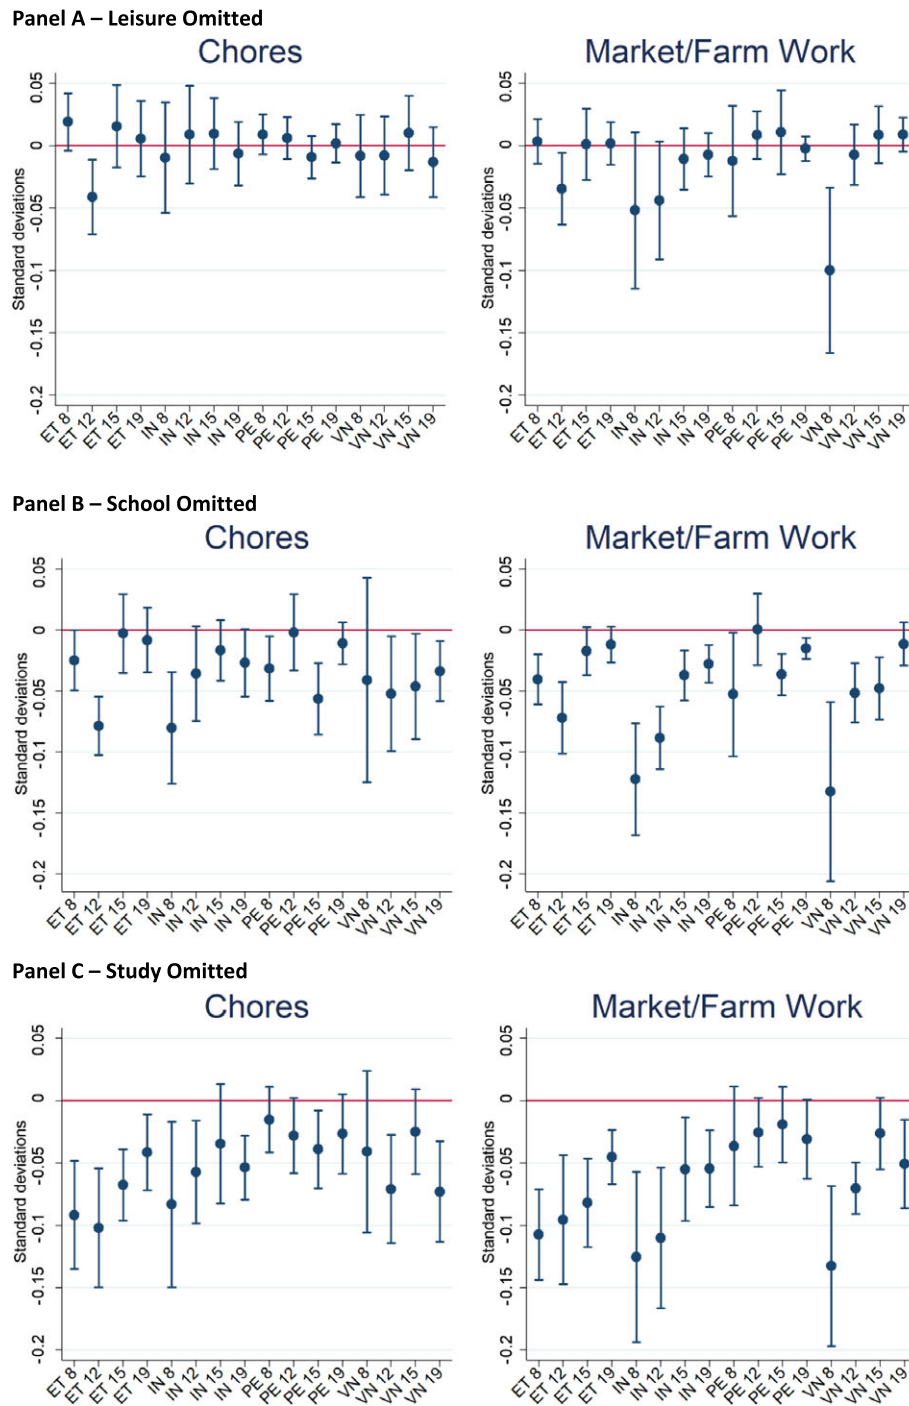 Panel A – Leisure Omitted
Chores
Market/Farm Work
Standard deviations
0.05
0
-0.05
-0.1
-0.15
-0.2
ET 8
ET 12
ET 15
ET 19
IN 8
IN 12
IN 15
IN 19
PE 8
PE 12
PE 15
PE 19
VN 8
VN 12
VN 15
VN 19
Standard deviations
0.05
0
-0.05
-0.1
-0.15
-0.2
ET 8
ET 12
ET 15
ET 19
IN 8
IN 12
IN 15
IN 19
PE 8
PE 12
PE 15
PE 19
VN 8
VN 12
VN 15
VN 19
Panel B – School Omitted
Chores
Market/Farm Work
Standard deviations
0.05
0
-0.05
-0.1
-0.15
-0.2
ET 8
ET 12
ET 15
ET 19
IN 8
IN 12
IN 15
IN 19
PE 8
PE 12
PE 15
PE 19
VN 8
VN 12
VN 15
VN 19
Standard deviations
0.05
0
-0.05
-0.1
-0.15
-0.2
ET 8
ET 12
ET 15
ET 19
IN 8
IN 12
IN 15
IN 19
PE 8
PE 12
PE 15
PE 19
VN 8
VN 12
VN 15
VN 19
Panel C – Study Omitted
Chores
Market/Farm Work
Standard deviations
0.05
0
-0.05
-0.1
-0.15
-0.2
ET 8
ET 12
ET 15
ET 19
IN 8
IN 12
IN 15
IN 19
PE 8
PE 12
PE 15
PE 19
VN 8
VN 12
VN 15
VN 19
Standard deviations
0.05
0
-0.05
-0.1
-0.15
-0.2
ET 8
ET 12
ET 15
ET 19
IN 8
IN 12
IN 15
IN 19
PE 8
PE 12
PE 15
PE 19
VN 8
VN 12
VN 15
VN 19